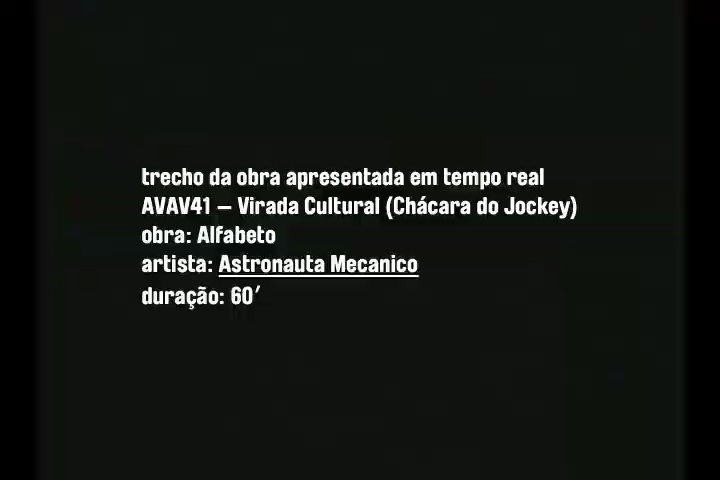 trecho da obra apresentada em tempo real
AVAV41 – Virada Cultural (Chácara do Jockey)
obra: Alfabeto
artista: Astronauta Mecanico
duração: 60′